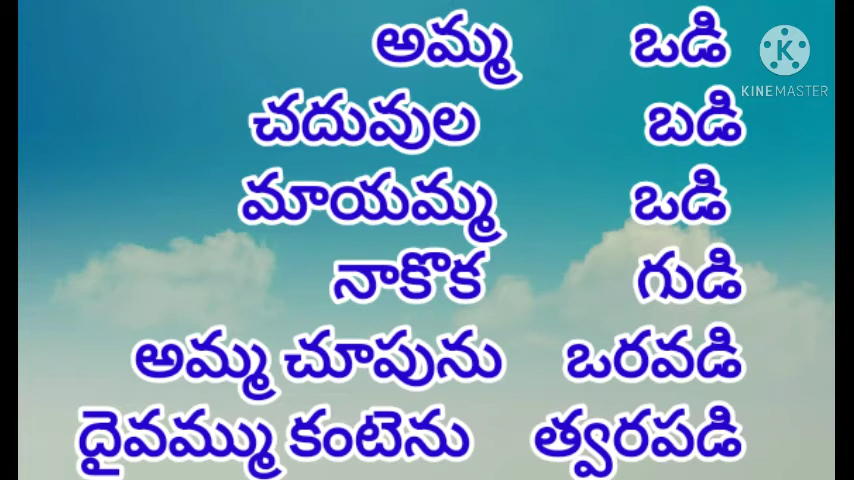 అమ్మ ఒడి
KINEMASTER
చదువుల బడి
మాయమ్మ ఒడి
నాకొక గుడి
అమ్మ చూపును ఒరవడి
దైవమ్ము కంటెను త్వరపడి